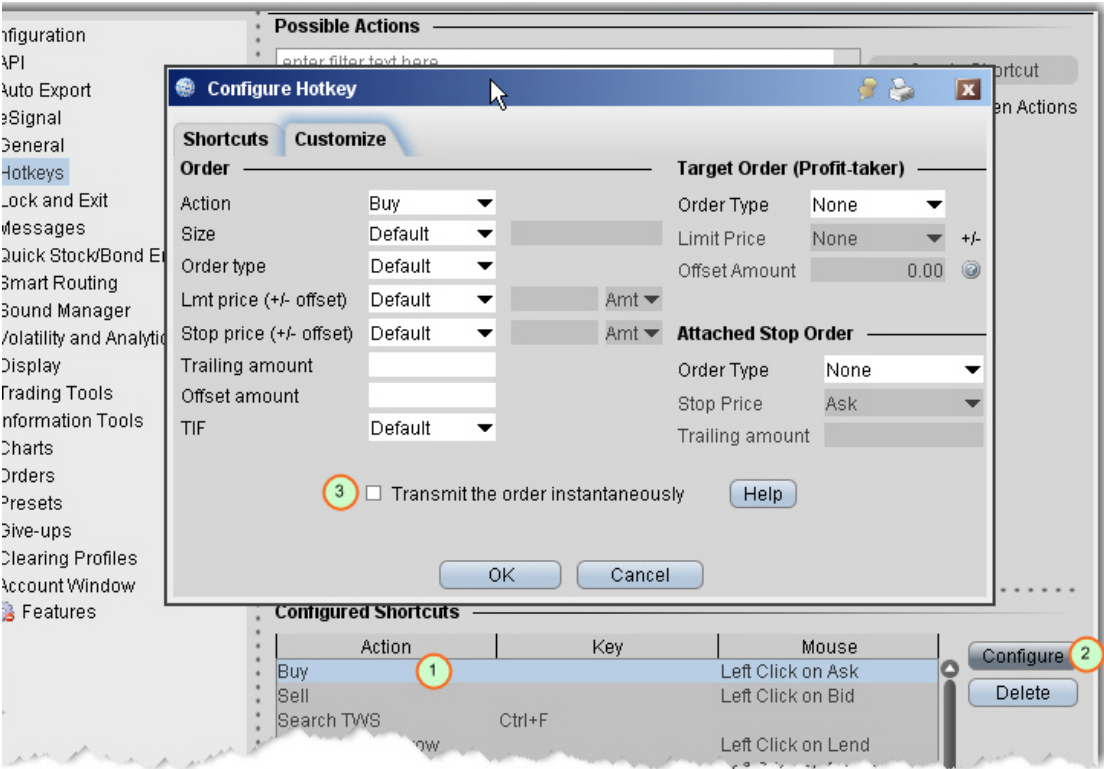 Possible Actions
nfiguration
API
enter filter text here
Shortcut
Auto Export
Configure Hotkey
en Actions
eSignal
General
Shortcuts Customize
Hotkeys
Order
Target Order (Profit-taker)
Lock and Exit
Action Buy
Order Type None
Messages
Size Default
Limit Price None +/-
Quick Stock/Bond
Order type Default
Offset Amount 0.00
Smart Routing
Lmt price (+/- offset) Default Amt
Sound Manager
Stop price (+/- offset) Default Amt
Attached Stop Order
Volatility and Analytic
Display
Trailing amount
Order Type None
Trading Tools
Offset amount
Stop Price Ask
Information Tools
TIF Default
Trailing amount
Charts
Orders
3 Transmit the order instantaneously Help
Presets
Give-ups
Clearing Profiles
OK Cancel
Account Window
Features
Configured Shortcuts
Action Key Mouse
Configure 2
Buy 1 Left Click on Ask
Sell Left Click on Bid
Delete
Search TWS Ctrl+F
ow Left Click on Lend